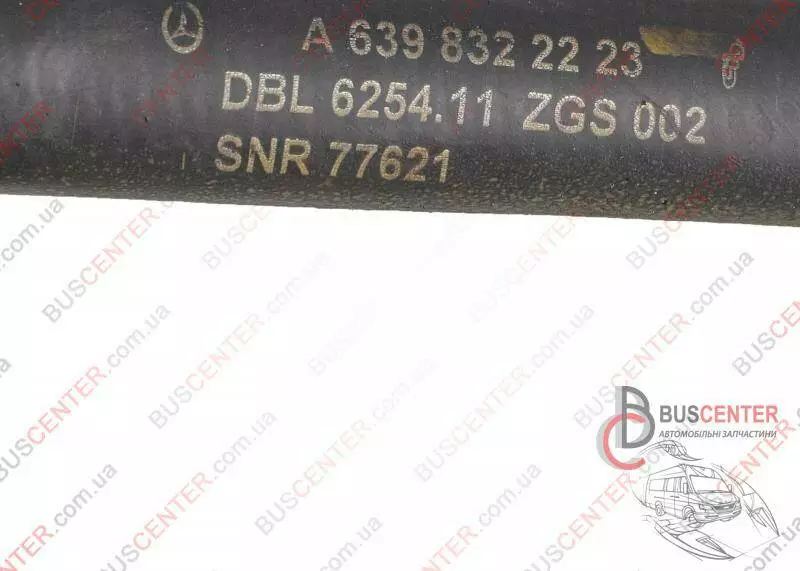 A 639 832 22 23
DBL 6254.11 ZGS 002
SNR 77621
BUSCENTER
АВТОМОБІЛЬНІ ЗАПЧАСТИНИ
BUSCENTER.com.ua